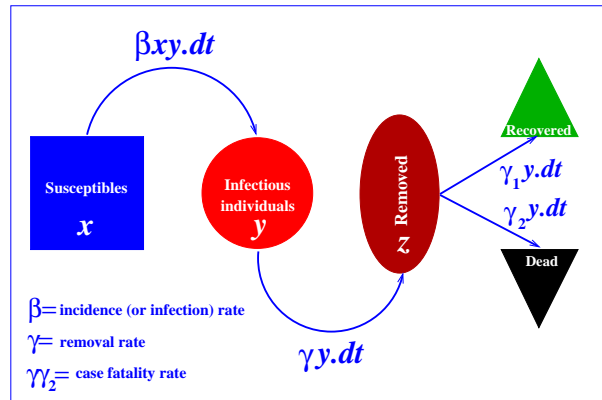 βxy.dt
Susceptibles
x
Infectious
individuals
y
Removed
z
Recovered
γ₁y.dt
γ₂y.dt
Dead
γy.dt
β= incidence (or infection) rate
γ= removal rate
γγ₂= case fatality rate